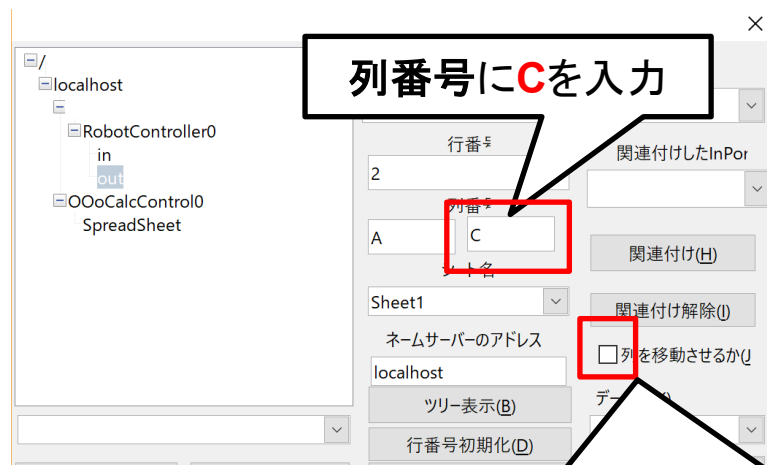 列番号にCを入力
/
localhost
RobotController0
in
out
OOoCalcControl0
SpreadSheet
行番号
2
関連付けしたInPor
列番号
A
C
シート名
関連付け(H)
Sheet1
関連付け解除(I)
ネームサーバーのアドレス
列を移動させるか(J
localhost
ツリー表示(B)
行番号初期化(D)